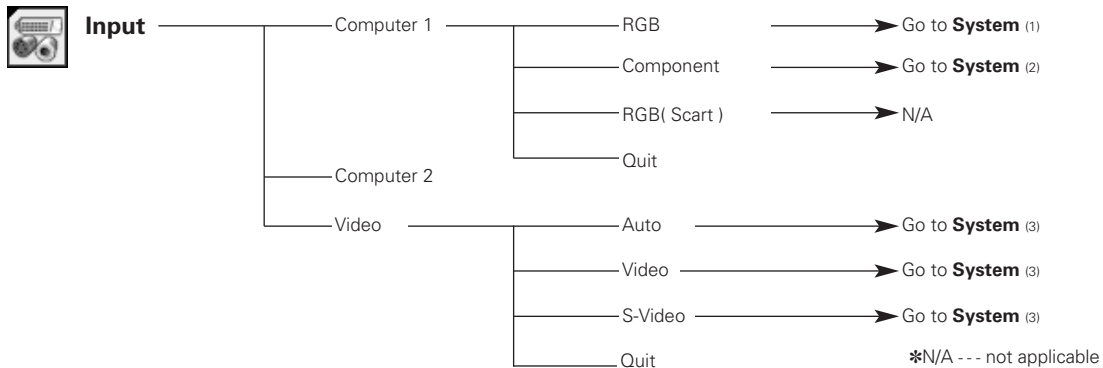 Input Computer 1 RGB Go to System (1)
Component Go to System (2)
RGB( Scart ) N/A
Quit
Computer 2
Video Auto Go to System (3)
Video Go to System (3)
S-Video Go to System (3)
Quit ✽N/A - - - not applicable